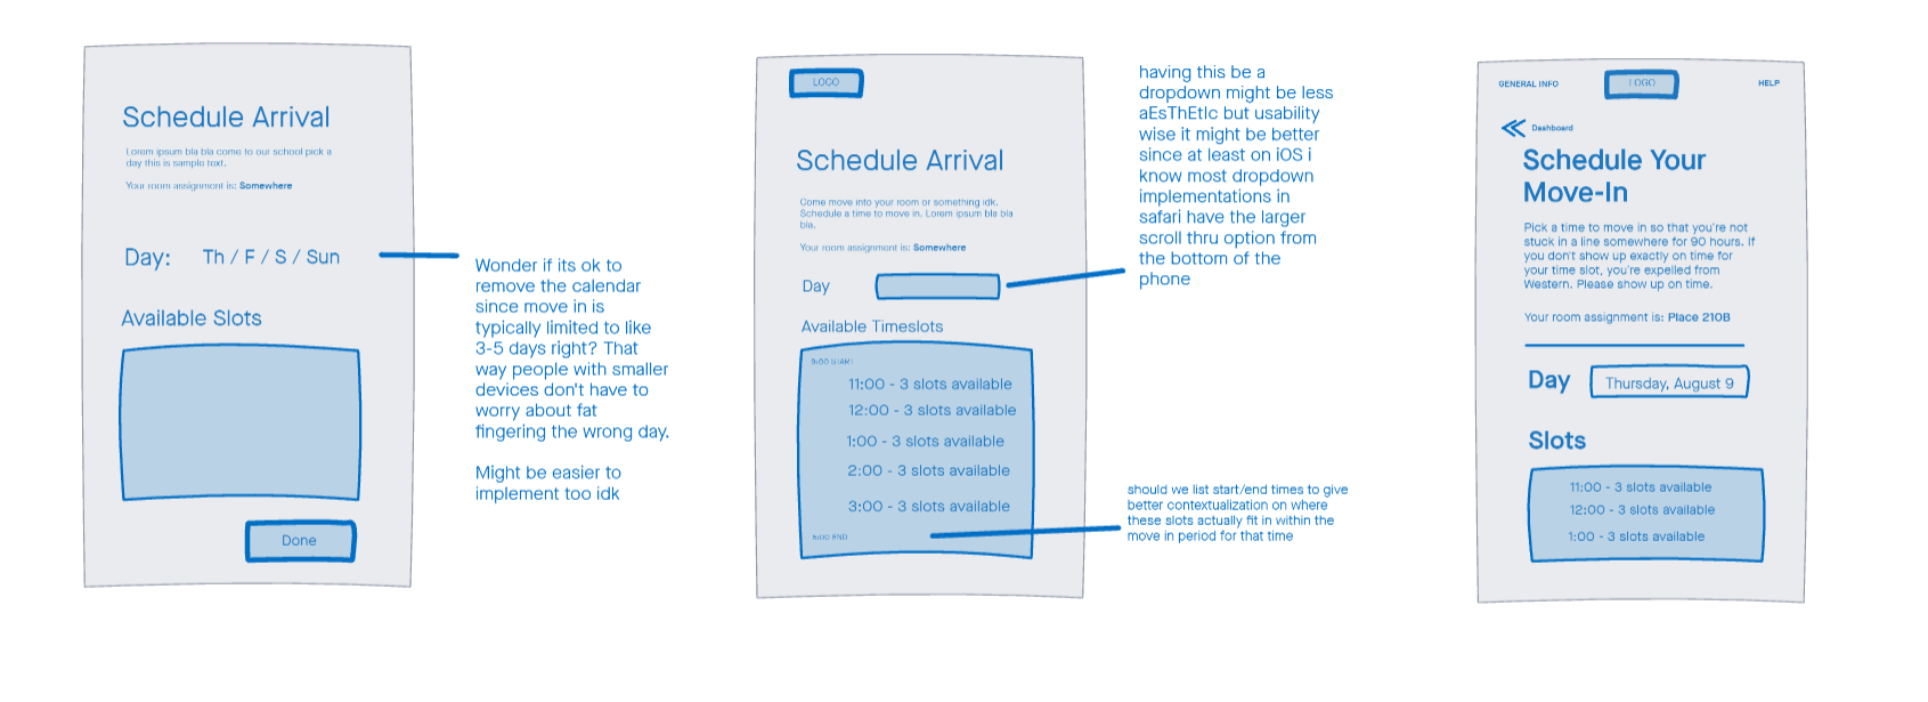 Schedule Arrival
Lorem ipsum bla bla come to our school pick a
day this is sample text.
Your room assignment is: Somewhere
Day: Th / F / S / Sun
Available Slots
Done
Wonder if its ok to
remove the calendar
since move in is
typically limited to like
3-5 days right? That
way people with smaller
devices don't have to
worry about fat
fingering the wrong day.
Might be easier to
implement too idk
LOGO
Schedule Arrival
Come move into your room or something idk.
Schedule a time to move in. Lorem ipsum bla bla
bla.
Your room assignment is: Somewhere
Day
Available Timeslots
9:00 START
11:00 - 3 slots available
12:00 - 3 slots available
1:00 - 3 slots available
2:00 - 3 slots available
3:00 - 3 slots available
END
having this be a
dropdown might be less
aEsThEtIc but usability
wise it might be better
since at least on iOS i
know most dropdown
implementations in
safari have the larger
scroll thru option from
the bottom of the
phone
should we list start/end times to give
better contextualization on where
these slots actually fit in within the
move in period for that time
GENERAL INFO
LOGO
HELP
Dashboard
Schedule Your
Move-In
Pick a time to move in so that you're not
stuck in a line somewhere for 90 hours. If
you don't show up exactly on time for
your time slot, you're expelled from
Western. Please show up on time.
Your room assignment is: Place 210B
Day Thursday, August 9
Slots
11:00 - 3 slots available
12:00 - 3 slots available
1:00 - 3 slots available